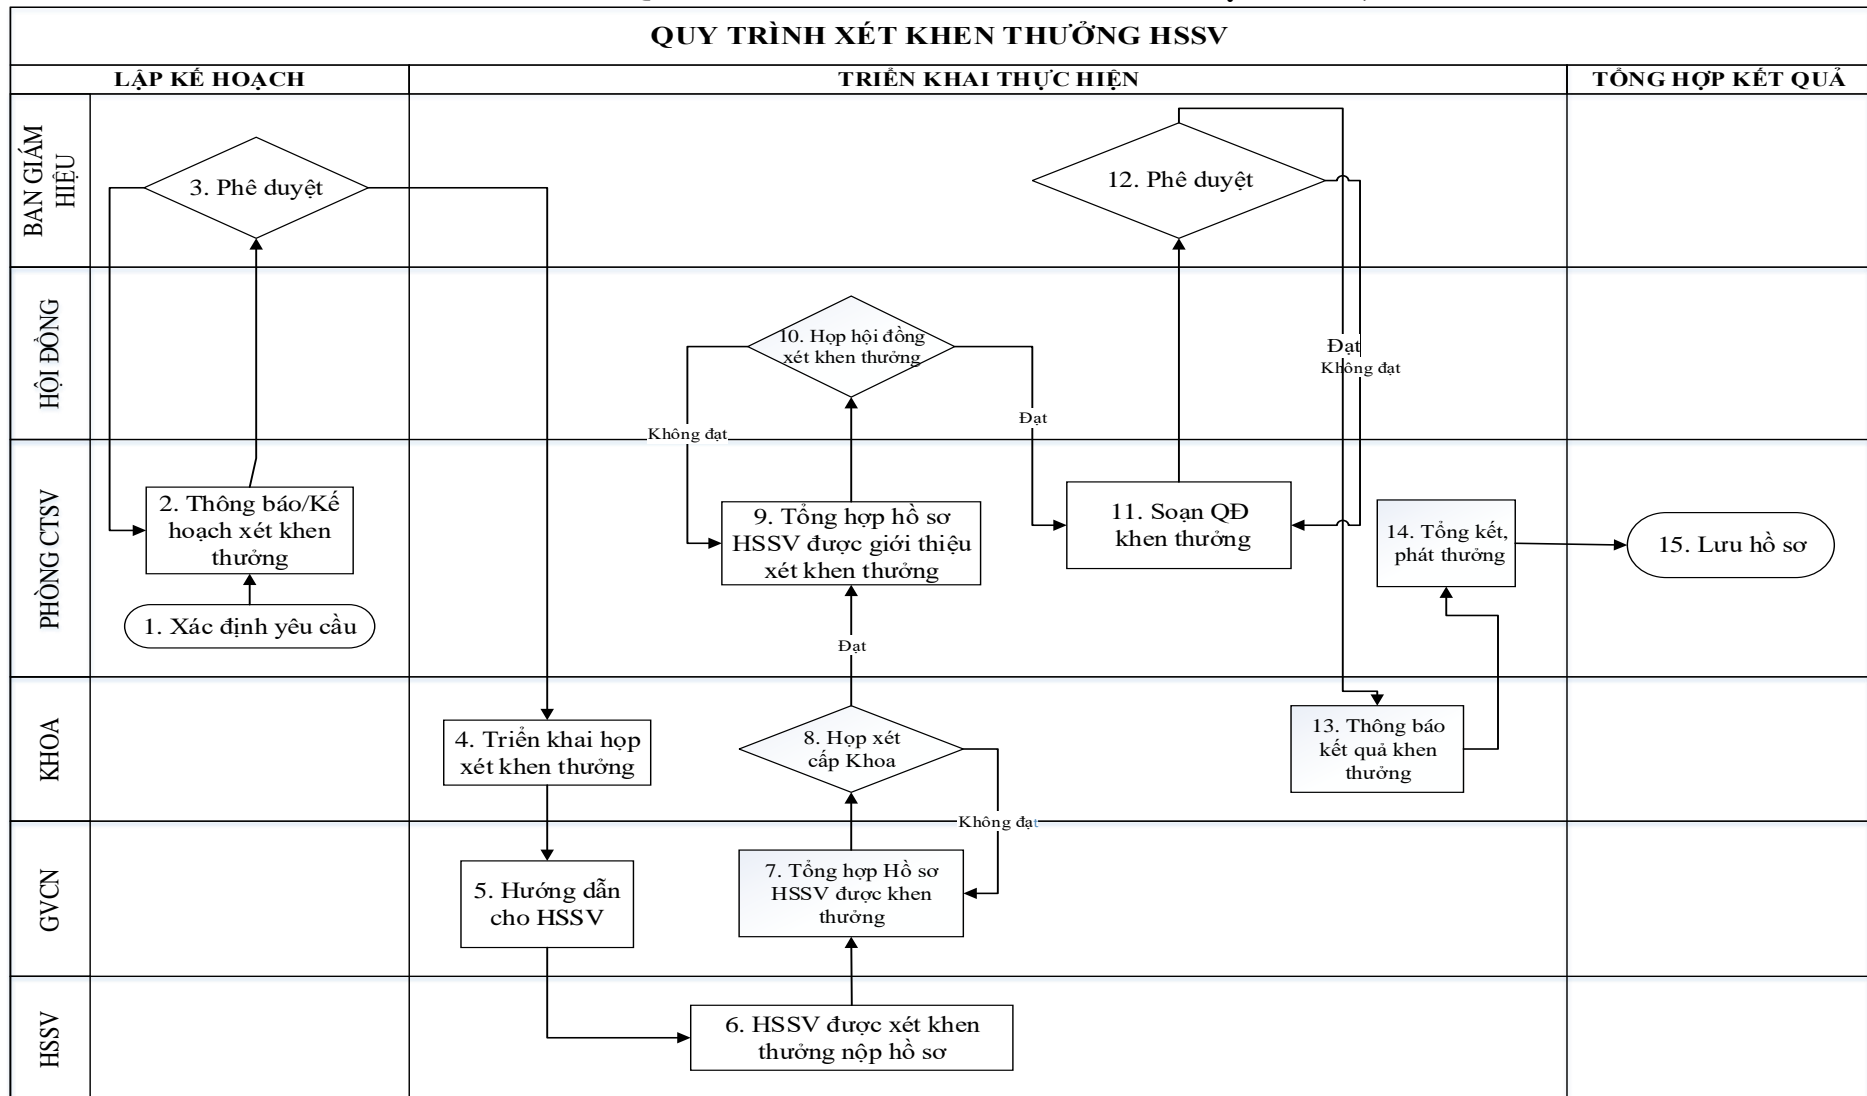 QUY TRÌNH XÉT KHEN THƯỞNG HSSV
LẬP KẾ HOẠCH
TRIỂN KHAI THỰC HIỆN
TỔNG HỢP KẾT QUẢ
BAN GIÁM
HIỆU
3. Phê duyệt
12. Phê duyệt
HỘI ĐỒNG
10. Họp hội đồng
xét khen thưởng
Đạt
Không đạt
Đạt
Không đạt
PHÒNG CTSV
2. Thông báo/Kế
hoạch xét khen
thưởng
1. Xác định yêu cầu
9. Tổng hợp hồ sơ
HSSV được giới thiệu
xét khen thưởng
11. Soạn QĐ
khen thưởng
14. Tổng kết,
phát thưởng
15. Lưu hồ sơ
Đạt
KHOA
4. Triển khai họp
xét khen thưởng
8. Họp xét
cấp Khoa
13. Thông báo
kết quả khen
thưởng
Không đạt
GVCN
5. Hướng dẫn
cho HSSV
7. Tổng hợp Hồ sơ
HSSV được khen
thưởng
HSSV
6. HSSV được xét khen
thưởng nộp hồ sơ